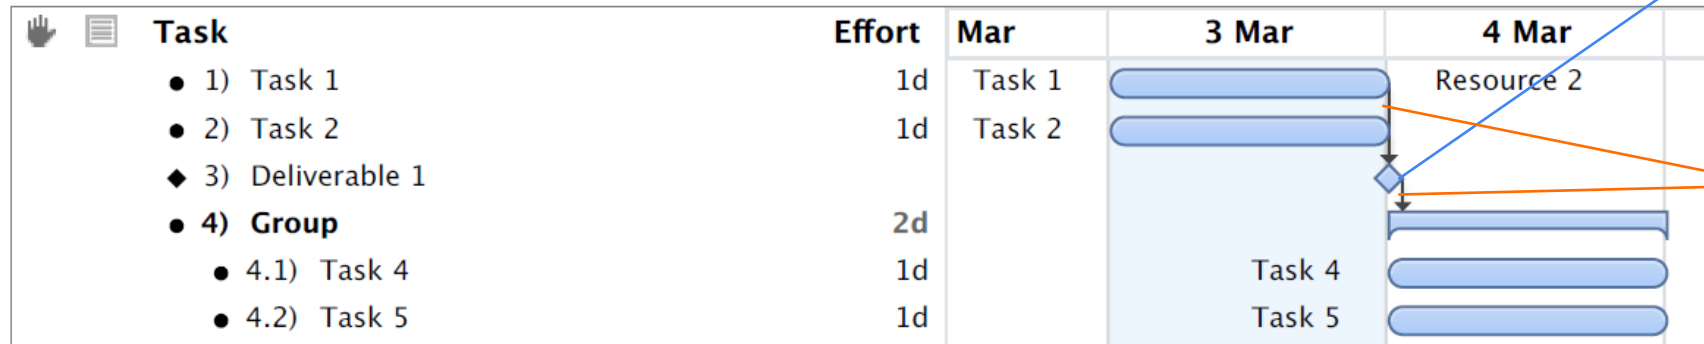 Task Effort Mar 3 Mar 4 Mar
1) Task 1 1d Task 1 Resource 2
2) Task 2 1d Task 2
3) Deliverable 1
4) Group 2d
4.1) Task 4 1d Task 4
4.2) Task 5 1d Task 5